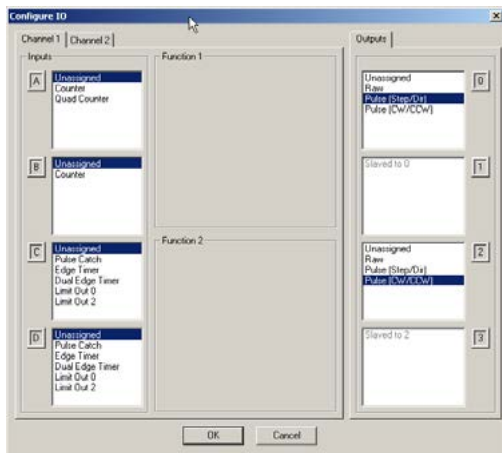 Configure IO
Channel 1
Channel 2
Outputs
Inputs
Function 1
A
Unassigned
Counter
Quad Counter
B
Unassigned
Counter
C
Unassigned
Pulse Catch
Edge Timer
Dual Edge Timer
Limit Out 0
Limit Out 2
D
Unassigned
Pulse Catch
Edge Timer
Dual Edge Timer
Limit Out 0
Limit Out 2
Function 2
Unassigned
Raw
Pulse (Step/Dir)
Pulse (CW/CCW)
0
Slaved to 0
1
Unassigned
Raw
Pulse (Step/Dir)
Pulse (CW/CCW)
2
Slaved to 2
3
OK
Cancel